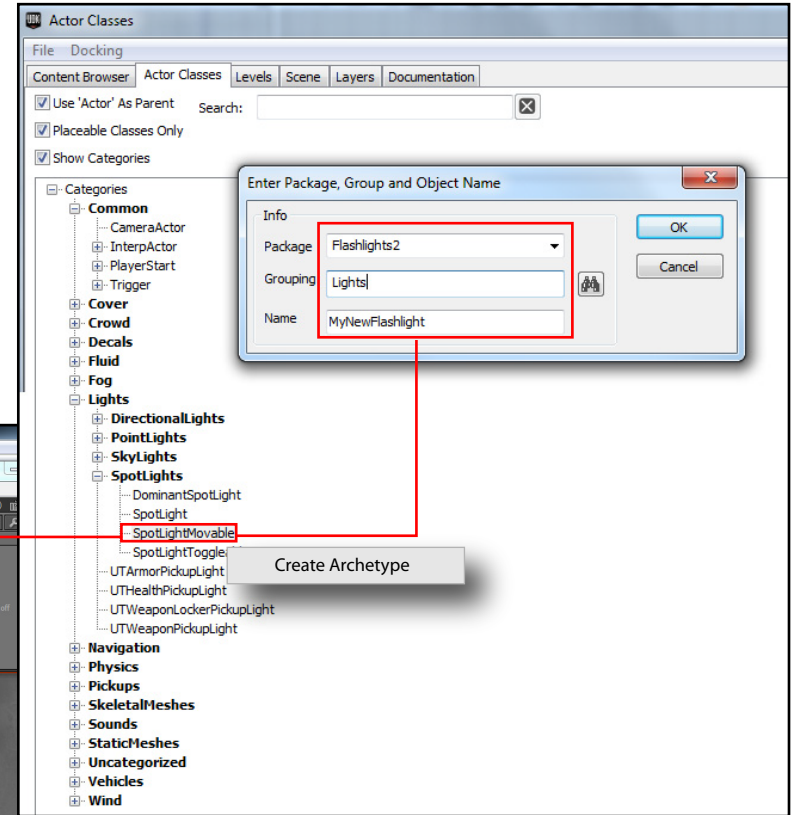 UDK Actor Classes
File Docking
Content Browser Actor Classes Levels Scene Layers Documentation
Use 'Actor' As Parent Search:
Placeable Classes Only
Show Categories
Enter Package, Group and Object Name
Info
Package Flashlights2
Grouping Lights
Name MyNewFlashlight
OK
Cancel
Categories
Common
CameraActor
InterpActor
PlayerStart
Trigger
Cover
Crowd
Decals
Fluid
Fog
Lights
DirectionalLights
PointLights
SkyLights
SpotLights
DominantSpotLight
SpotLight
SpotLightMovable
SpotLightToggle
Create Archetype
UTArmorPickupLight
UTHealthPickupLight
UTWeaponLockerPickupLight
UTWeaponPickupLight
off
Navigation
Physics
Pickups
SkeletalMeshes
Sounds
StaticMeshes
Uncategorized
Vehicles
Wind